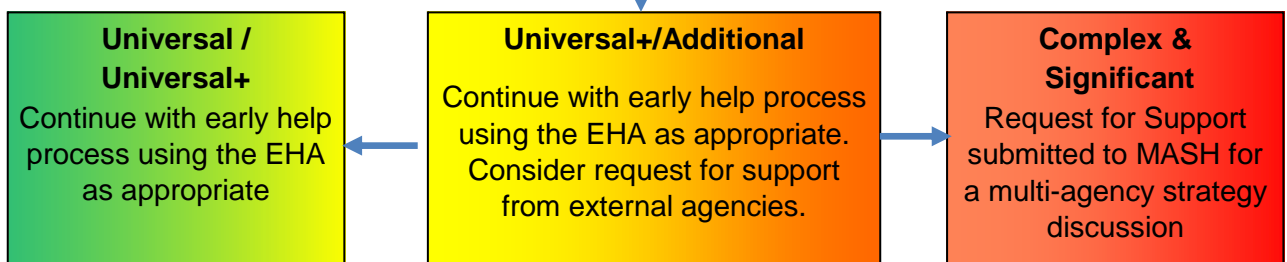 Universal /
Universal+
Continue with early help
process using the EHA
as appropriate
Universal+/Additional
Continue with early help process
using the EHA as appropriate.
Consider request for support
from external agencies.
Complex &
Significant
Request for Support
submitted to MASH for
a multi-agency strategy
discussion